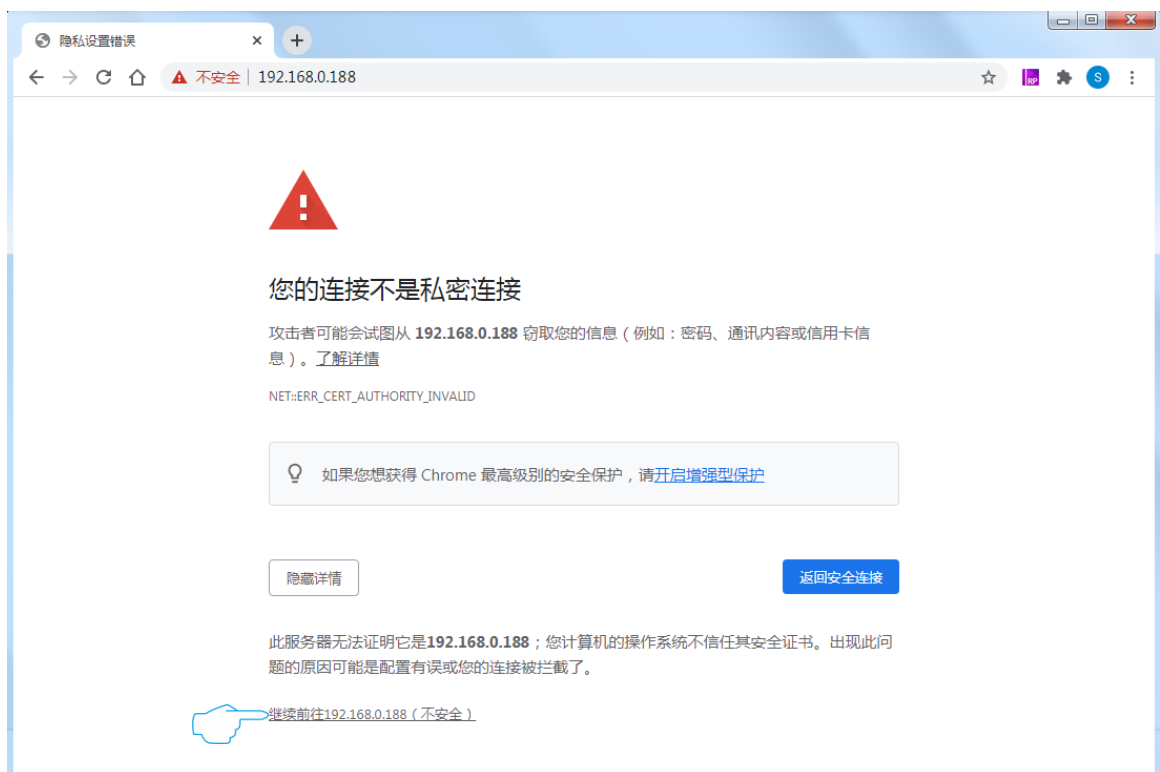 隐私设置错误
不安全 192.168.0.188
RP
S
您的连接不是私密连接
攻击者可能会试图从 192.168.0.188 窃取您的信息（例如：密码、通讯内容或信用卡信
息）。了解详情
NET::ERR_CERT_AUTHORITY_INVALID
如果您想获得 Chrome 最高级别的安全保护，请开启增强型保护
隐藏详情
返回安全连接
此服务器无法证明它是192.168.0.188；您计算机的操作系统不信任其安全证书。出现此问
题的原因可能是配置有误或您的连接被拦截了。
继续前往192.168.0.188（不安全）